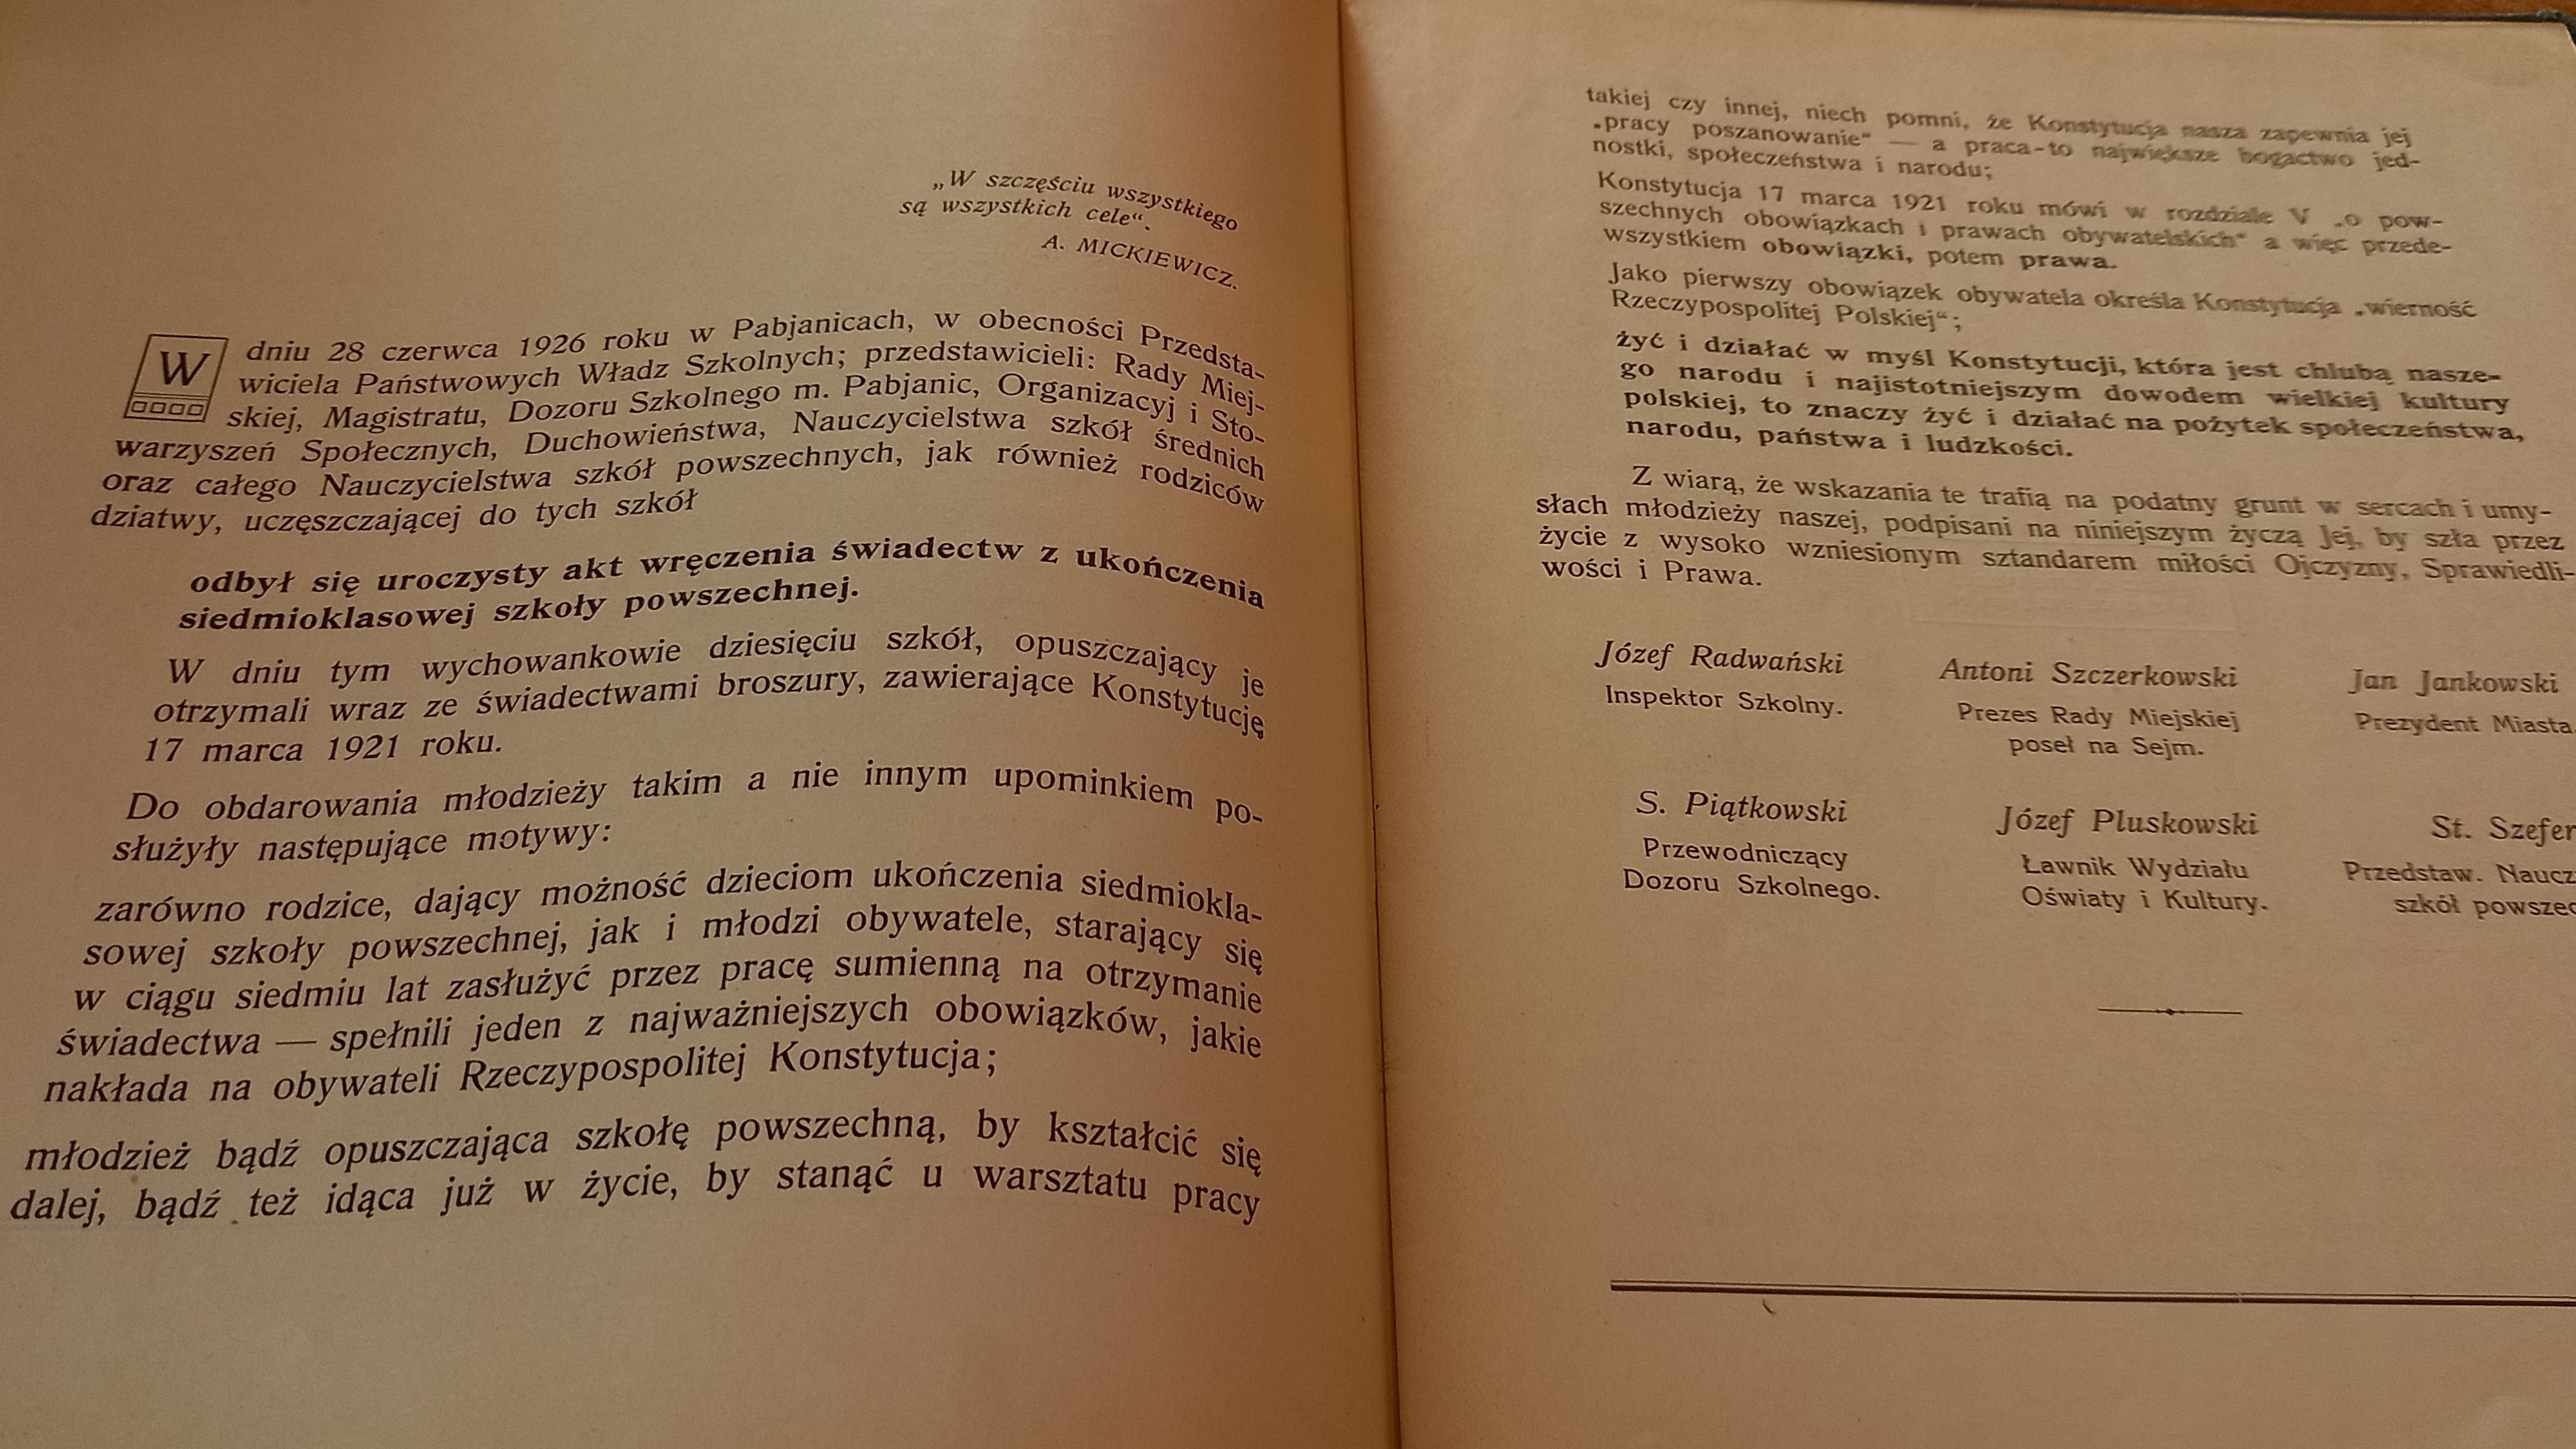 „W szczęściu wszystkiego
są wszystkich cele“.
A. MICKIEWICZ.
W dniu 28 czerwca 1926 roku w Pabjanicach, w obecności Przedsta-
wiciela Państwowych Władz Szkolnych; przedstawicieli: Rady Miej-
skiej, Magistratu, Dozoru Szkolnego m. Pabjanic, Organizacyj i Sto-
warzyszeń Społecznych, Duchowieństwa, Nauczycielstwa szkół średnich
oraz całego Nauczycielstwa szkół powszechnych, jak również rodziców
dziatwy, uczęszczającej do tych szkół
odbył się uroczysty akt wręczenia świadectw z ukończenia
siedmioklasowej szkoły powszechnej.
W dniu tym wychowankowie dziesięciu szkół, opuszczający je
otrzymali wraz ze świadectwami broszury, zawierające Konstytucję
17 marca 1921 roku.
Do obdarowania młodzieży takim a nie innym upominkiem po-
służyły następujące motywy:
zarówno rodzice, dający możność dzieciom ukończenia siedmiokla-
sowej szkoły powszechnej, jak i młodzi obywatele, starający się
w ciągu siedmiu lat zasłużyć przez pracę sumienną na otrzymanie
świadectwa — spełnili jeden z najważniejszych obowiązków, jakie
nakłada na obywateli Rzeczypospolitej Konstytucja;
młodzież bądź opuszczająca szkołę powszechną, by kształcić się
dalej, bądź też idąca już w życie, by stanąć u warsztatu pracy
takiej czy innej, niech pomni, że Konstytucja nasza zapewnia jej
„pracy poszanowanie“ — a praca-to największe bogactwo jed-
nostki, społeczeństwa i narodu;
Konstytucja 17 marca 1921 roku mówi w rozdziale V „o pow-
szechnych obowiązkach i prawach obywatelskich“ a więc przede-
wszystkiem obowiązki, potem prawa.
Jako pierwszy obowiązek obywatela określa Konstytucja „wierność
Rzeczypospolitej Polskiej“;
żyć i działać w myśl Konstytucji, która jest chlubą nasze-
go narodu i najistotniejszym dowodem wielkiej kultury
polskiej, to znaczy żyć i działać na pożytek społeczeństwa,
narodu, państwa i ludzkości.
Z wiarą, że wskazania te trafią na podatny grunt w sercach i umy-
słach młodzieży naszej, podpisani na niniejszym życzą Jej, by szła przez
życie z wysoko wzniesionym sztandarem miłości Ojczyzny, Sprawiedli-
wości i Prawa.
Józef Radwański Antoni Szczerkowski Jan Jankowski
Inspektor Szkolny. Prezes Rady Miejskiej Prezydent Miasta.
poseł na Sejm.
S. Piątkowski Józef Pluskowski St. Szefer
Przewodniczący Ławnik Wydziału Przedstaw. Naucz
Dozoru Szkolnego. Oświaty i Kultury. szkół powszec